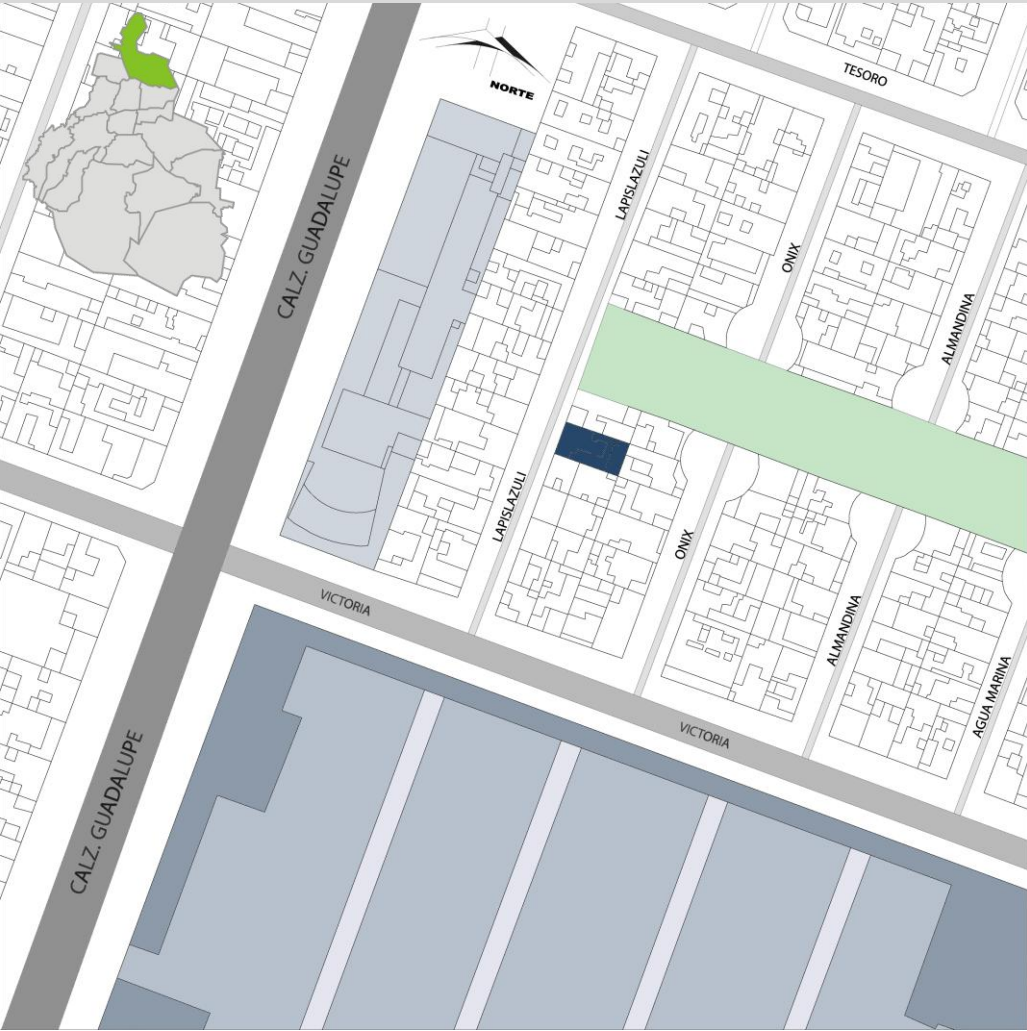 NORTE
TESORO
CALZ. GUADALUPE
LAPISLAZULI
ONIX
ALMANDINA
LAPISLAZULI
ONIX
VICTORIA
ALMANDINA
AGUA MARINA
VICTORIA
CALZ. GUADALUPE